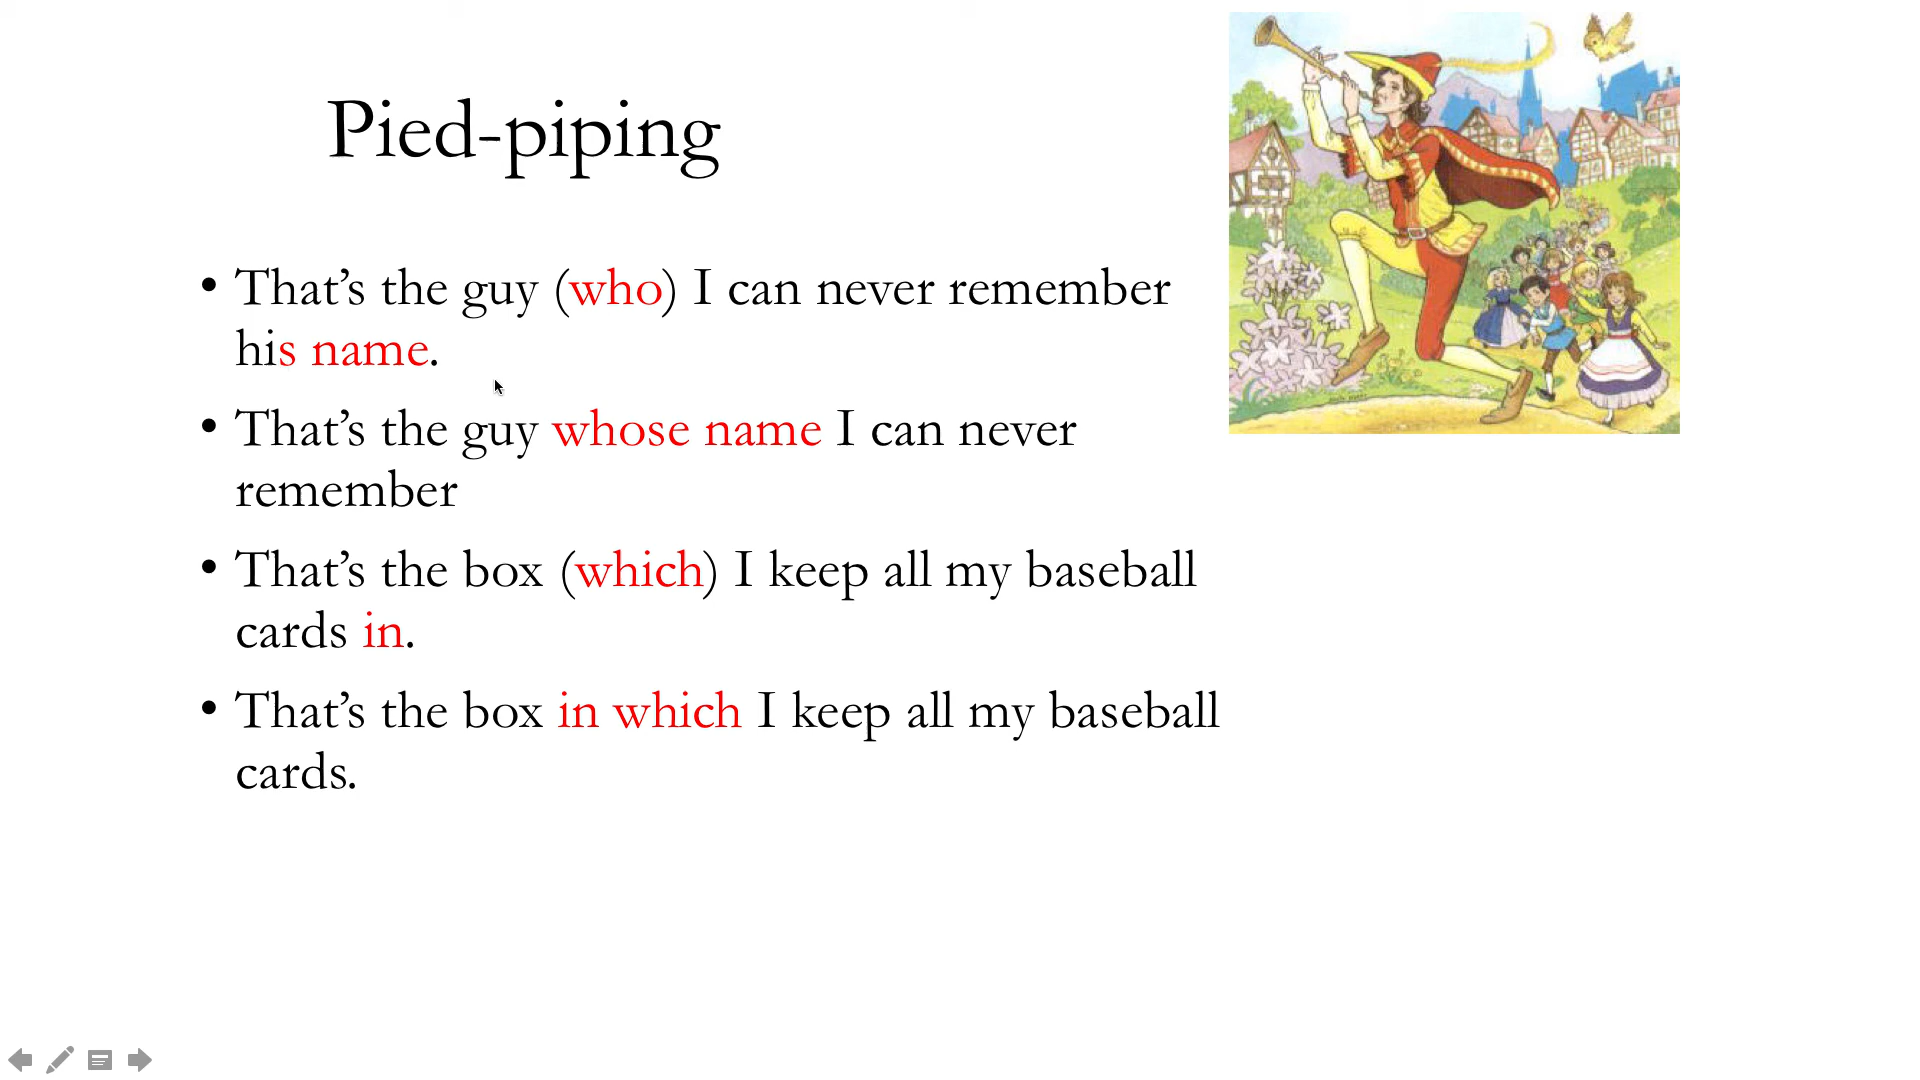 Pied-piping
• That’s the guy (who) I can never remember
his name.
• That’s the guy whose name I can never
remember
• That’s the box (which) I keep all my baseball
cards in.
• That’s the box in which I keep all my baseball
cards.